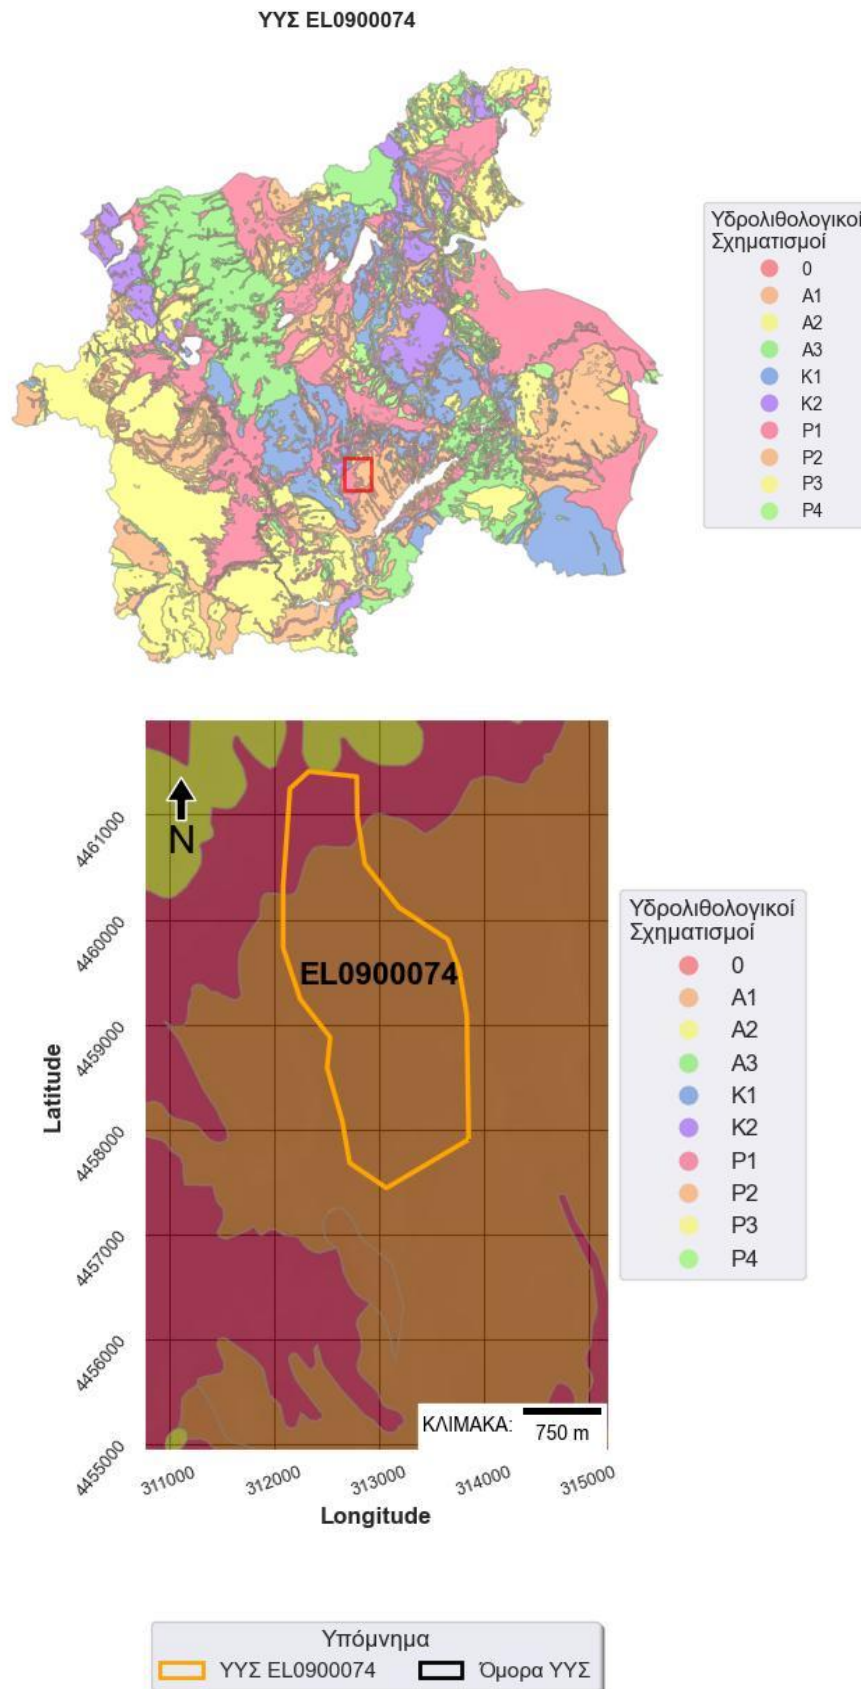 ΥΥΣ EL0900074
Υδρολιθολογικοί
Σχηματισμοί
0
A1
A2
A3
K1
K2
P1
P2
P3
P4
N
EL0900074
4461000
4460000
4459000
4458000
4457000
4456000
4455000
Latitude
ΚΛΙΜΑΚΑ:
750 m
311000
312000
313000
314000
315000
Longitude
Υδρολιθολογικοί
Σχηματισμοί
0
A1
A2
A3
K1
K2
P1
P2
P3
P4
Υπόμνημα
ΥΥΣ EL0900074
Όμορα ΥΥΣ